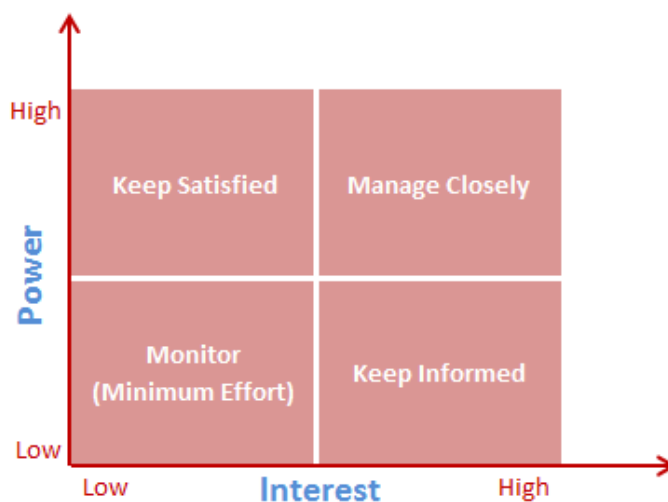 High
Keep Satisfied
Manage Closely
Power
Monitor
(Minimum Effort)
Keep Informed
Low
Low
Interest
High